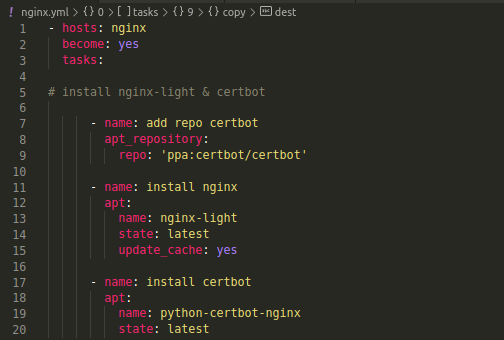 ! nginx.yml > {} 0 > [ ] tasks > {} 9 > {} copy > abc dest
1 - hosts: nginx
2   become: yes
3   tasks:
4
5 # install nginx-light & certbot
6
7       - name: add repo certbot
8         apt_repository:
9           repo: 'ppa:certbot/certbot'
10
11       - name: install nginx
12         apt:
13           name: nginx-light
14           state: latest
15           update_cache: yes
16
17       - name: install certbot
18         apt:
19           name: python-certbot-nginx
20           state: latest